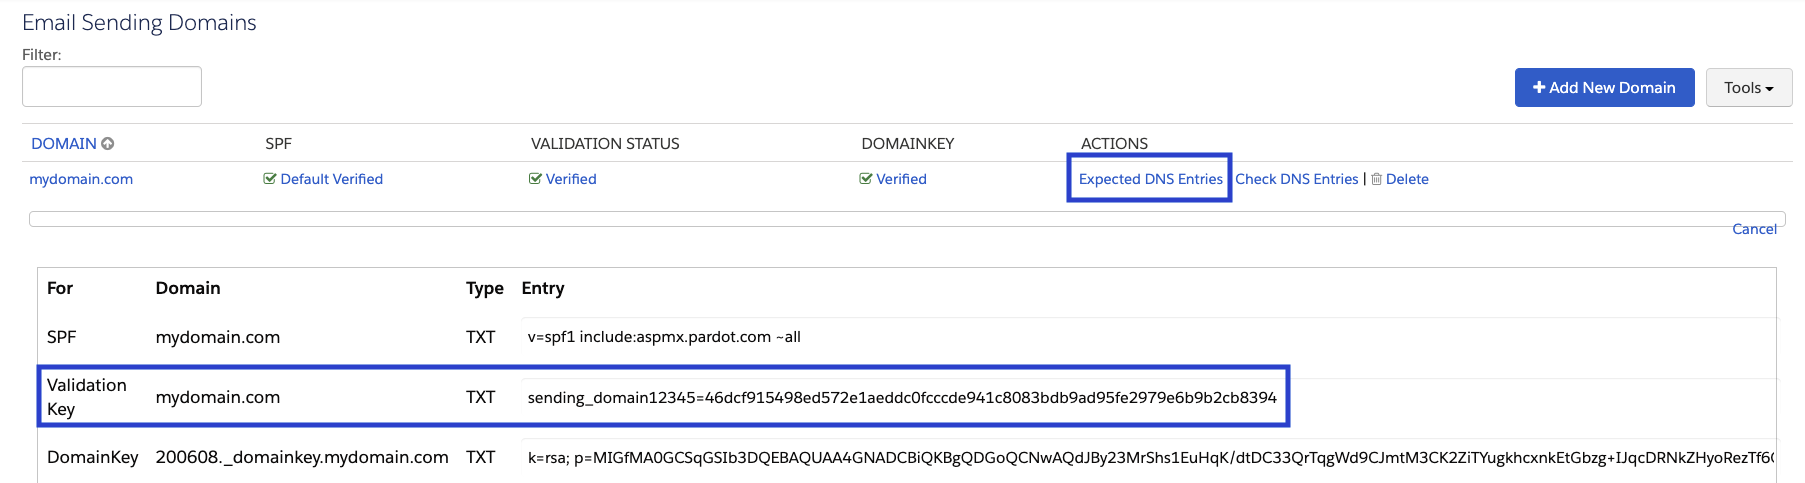 Email Sending Domains
Filter:
+ Add New Domain Tools
DOMAIN SPF VALIDATION STATUS DOMAINKEY ACTIONS
mydomain.com Default Verified Verified Verified Expected DNS Entries Check DNS Entries | Delete
Cancel
For Domain Type Entry
SPF mydomain.com TXT v=spf1 include:aspmx.pardot.com ~all
Validation
Key mydomain.com TXT sending_domain12345=46dcf915498ed572e1aeddc0fcccde941c8083bdb9ad95fe2979e6b9b2cb8394
DomainKey 200608._domainkey.mydomain.com TXT k=rsa; p=MIGfMA0GCSqGSIb3DQEBAQUAA4GNADCBiQKBgQDGoQCNwAQdJBy23MrShs1EuHqK/dtDC33QrTqgWd9CJmtM3CK2ZiTYugkhcxnkEtGbzg+IJqcDRNkZHyoRezTf6